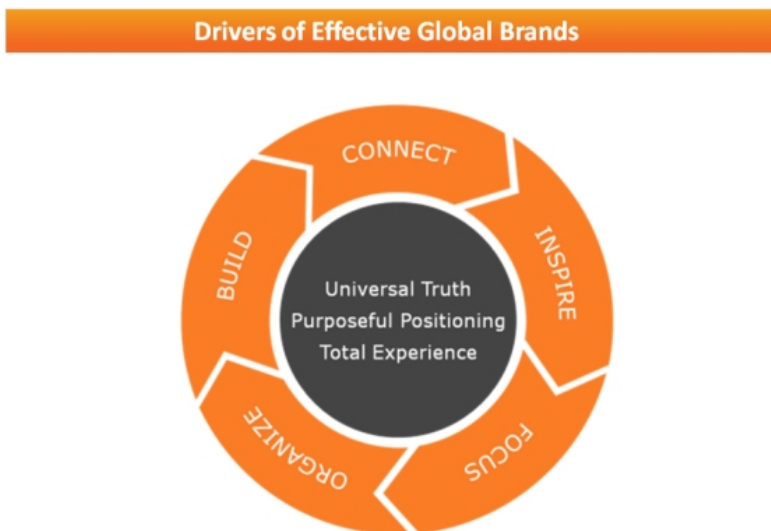 Drivers of Effective Global Brands
CONNECT
INSPIRE
FOCUS
ORGANIZE
BUILD
Universal Truth
Purposeful Positioning
Total Experience